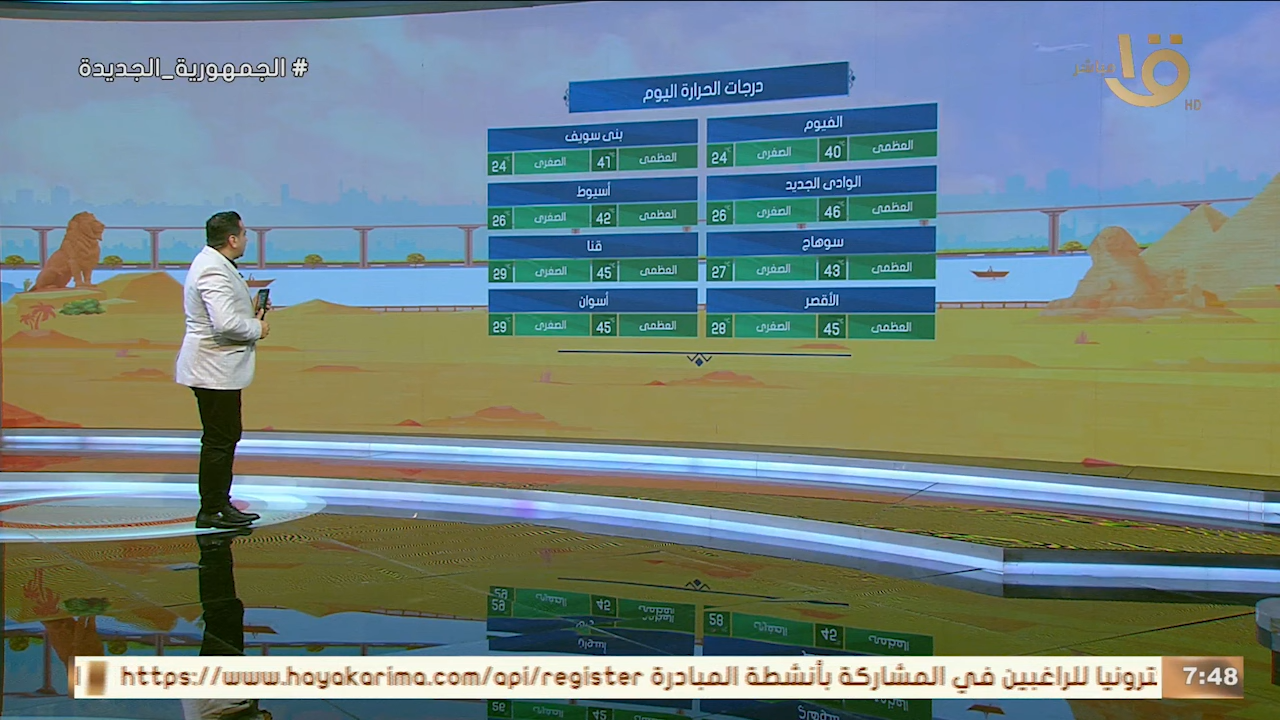 #الجمهورية_الجديدة
مباشر
HD
درجات الحرارة اليوم
الفيوم
العظمى 40 الصغرى 24
بنى سويف
العظمى 41 الصغرى 24
الوادى الجديد
العظمى 46 الصغرى 26
أسيوط
العظمى 42 الصغرى 26
سوهاج
العظمى 43 الصغرى 27
قنا
العظمى 45 الصغرى 29
الأقصر
العظمى 45 الصغرى 28
أسوان
العظمى 45 الصغرى 29
ترونيا للراغبين في المشاركة بأنشطة المبادرة https://www.hayakarima.com/api/register
7:48